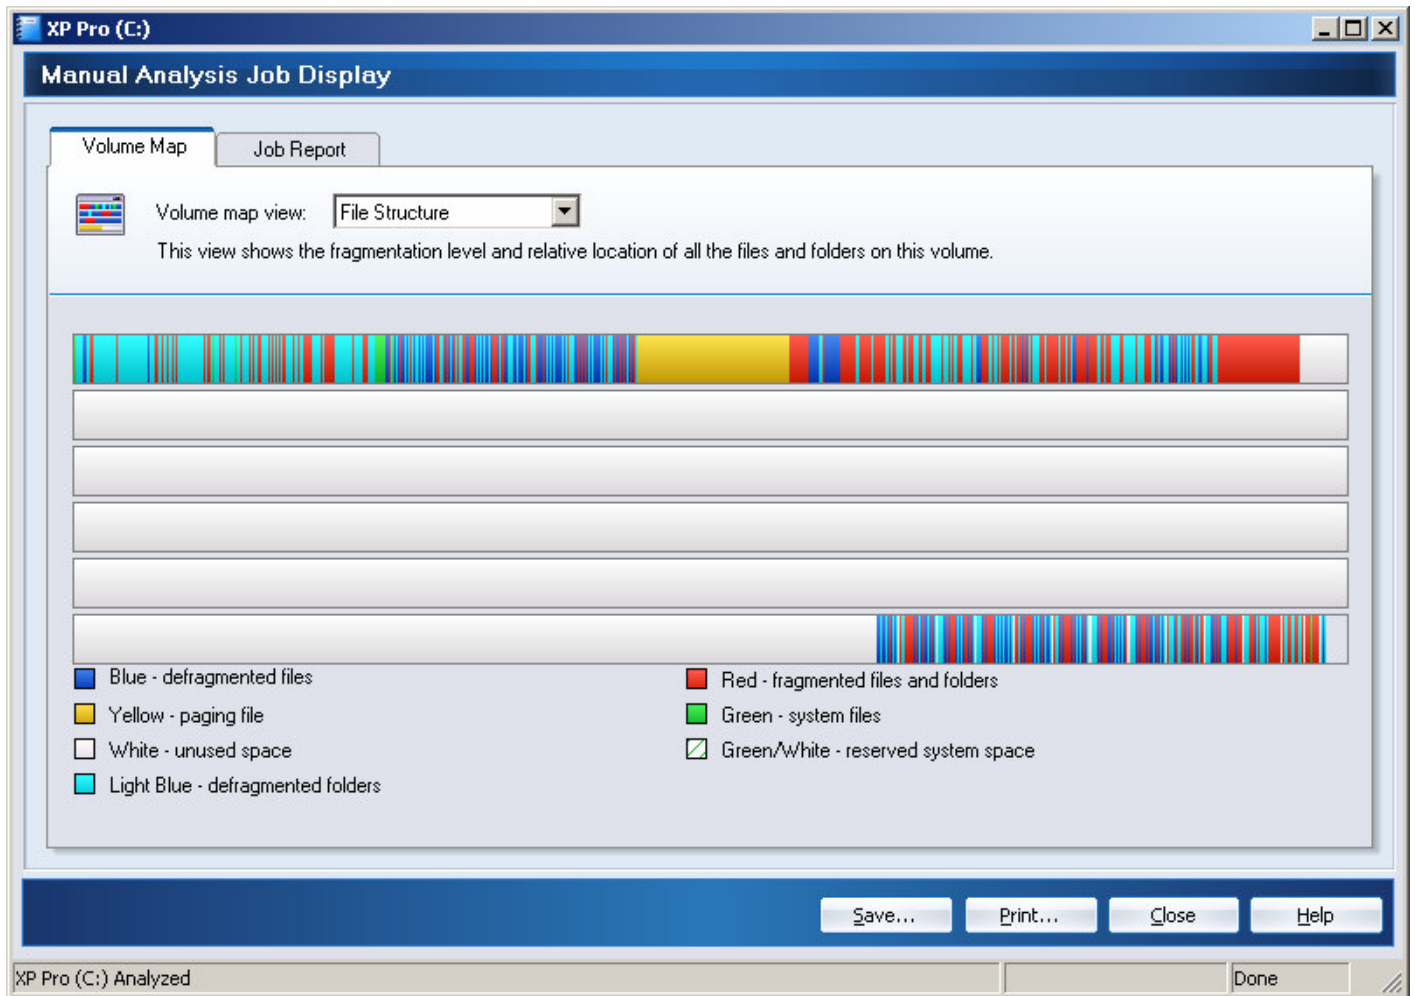 XP Pro (C:)
Manual Analysis Job Display
Volume Map
Job Report
Volume map view:
File Structure
This view shows the fragmentation level and relative location of all the files and folders on this volume.
Blue - defragmented files
Red - fragmented files and folders
Yellow - paging file
Green - system files
White - unused space
Green/White - reserved system space
Light Blue - defragmented folders
Save...
Print...
Close
Help
XP Pro (C:) Analyzed
Done